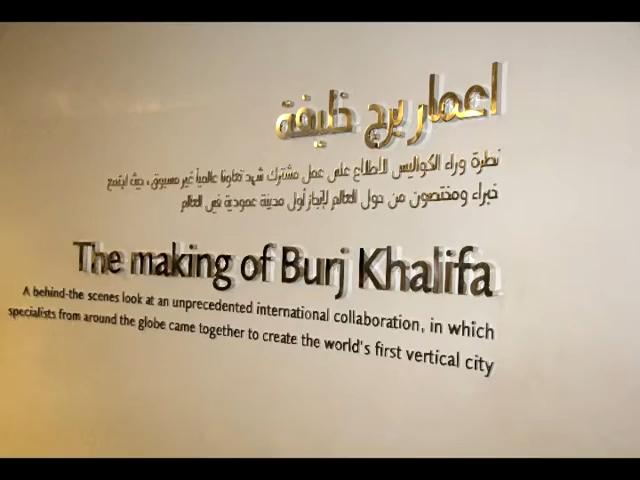 اعمار برج خليفة
نظرة وراء الكواليس للاطلاع على عمل مشترك شهد تعاونا عالمياً غير مسبوق، حيث اجتمع
خبراء ومختصون من حول العالم لإنجاز أول مدينة عمودية في العالم
The making of Burj Khalifa
A behind-the scenes look at an unprecedented international collaboration, in which
specialists from around the globe came together to create the world's first vertical city